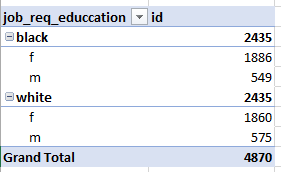 job_req_educcation id
black 2435
f 1886
m 549
white 2435
f 1860
m 575
Grand Total 4870